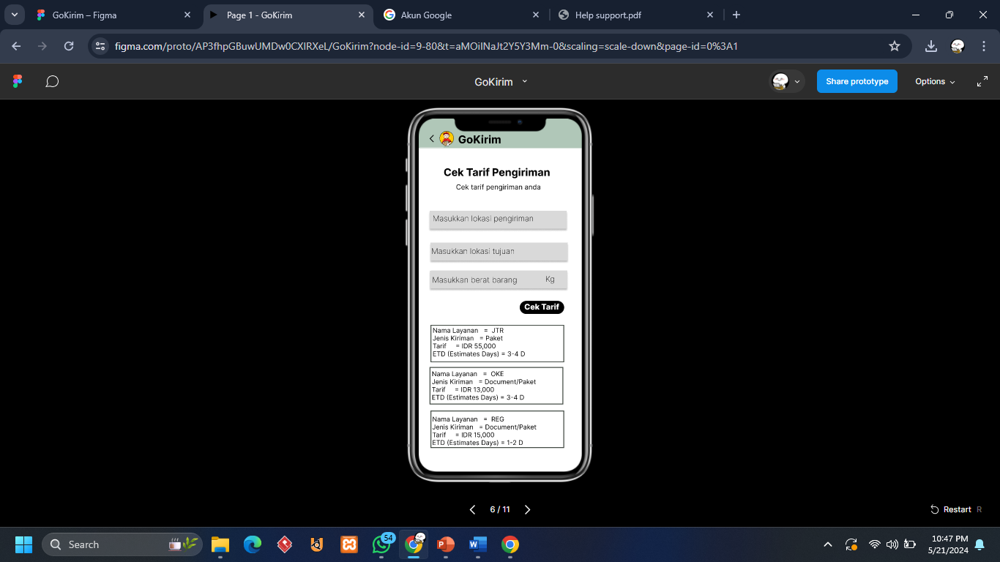 GoKirim – Figma
Page 1 - GoKirim
Akun Google
Help support.pdf
figma.com/proto/AP3fhpGBuwUMDw0CXlRXeL/GoKirim?node-id=9-80&t=aMOilNaJt2Y5Y3Mm-0&scaling=scale-down&page-id=0%3A1
GoKirim
Share prototype
Options
GoKirim
Cek Tarif Pengiriman
Cek tarif pengiriman anda
Masukkan lokasi pengiriman
Masukkan lokasi tujuan
Masukkan berat barang Kg
Cek Tarif
Nama Layanan = JTR
Jenis Kiriman = Paket
Tarif = IDR 55,000
ETD (Estimates Days) = 3-4 D
Nama Layanan = OKE
Jenis Kiriman = Document/Paket
Tarif = IDR 13,000
ETD (Estimates Days) = 3-4 D
Nama Layanan = REG
Jenis Kiriman = Document/Paket
Tarif = IDR 15,000
ETD (Estimates Days) = 1-2 D
6 / 11
Restart R
Search
54
10:47 PM
5/21/2024